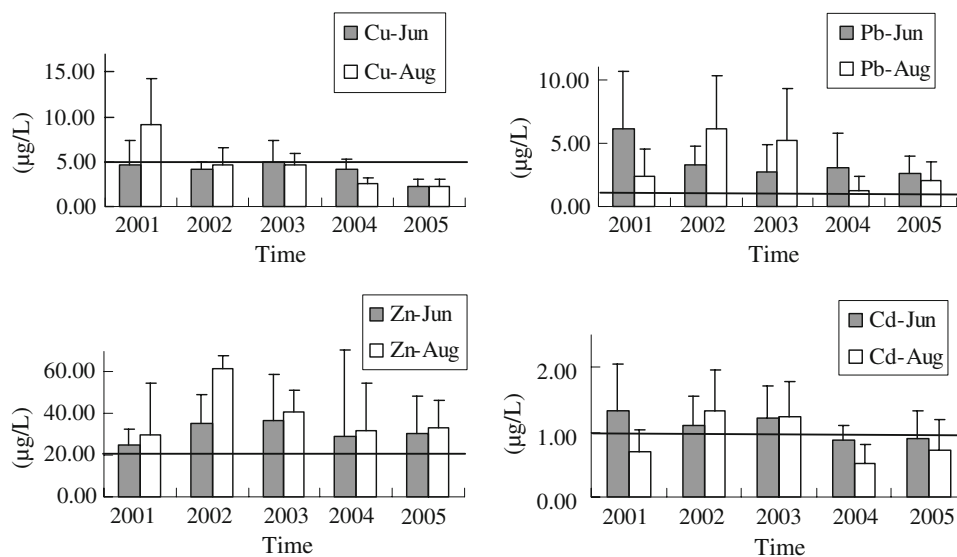 Cu-Jun
Cu-Aug
(µg/L)
15.00
10.00
5.00
0.00
2001 2002 2003 2004 2005
Time
Pb-Jun
Pb-Aug
(µg/L)
10.00
5.00
0.00
2001 2002 2003 2004 2005
Time
Zn-Jun
Zn-Aug
(µg/L)
60.00
40.00
20.00
0.00
2001 2002 2003 2004 2005
Time
Cd-Jun
Cd-Aug
(µg/L)
2.00
1.00
0.00
2001 2002 2003 2004 2005
Time